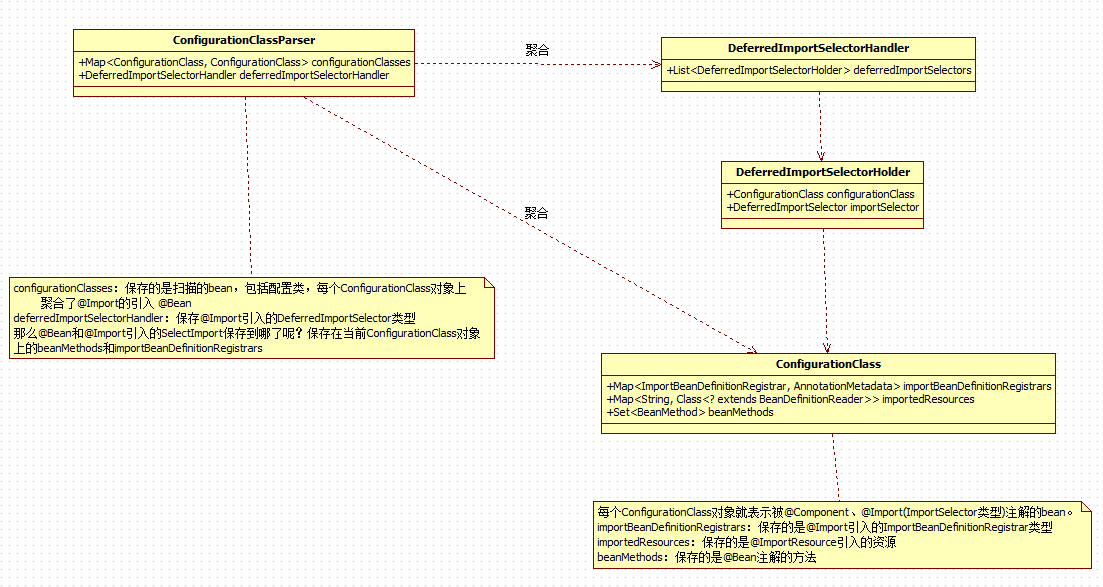 ConfigurationClassParser
+Map<ConfigurationClass, ConfigurationClass> configurationClasses
+DeferredImportSelectorHandler deferredImportSelectorHandler
聚合
DeferredImportSelectorHandler
+List<DeferredImportSelectorHolder> deferredImportSelectors
DeferredImportSelectorHolder
+ConfigurationClass configurationClass
+DeferredImportSelector importSelector
聚合
configurationClasses：保存的是扫描的bean，包括配置类，每个ConfigurationClass对象上
聚合了@Import的引入 @Bean
deferredImportSelectorHandler：保存@Import引入的DeferredImportSelector类型
那么@Bean和@Import引入的SelectImport保存到哪了呢？保存在当前ConfigurationClass对象
上的beanMethods和importBeanDefinitionRegistrars
ConfigurationClass
+Map<ImportBeanDefinitionRegistrar, AnnotationMetadata> importBeanDefinitionRegistrars
+Map<String, Class<? extends BeanDefinitionReader>> importedResources
+Set<BeanMethod> beanMethods
每个ConfigurationClass对象就表示被@Component、@Import(ImportSelector类型)注解的bean。
importBeanDefinitionRegistrars：保存的是@Import引入的ImportBeanDefinitionRegistrar类型
importedResources：保存的是@ImportResource引入的资源
beanMethods：保存的是@Bean注解的方法